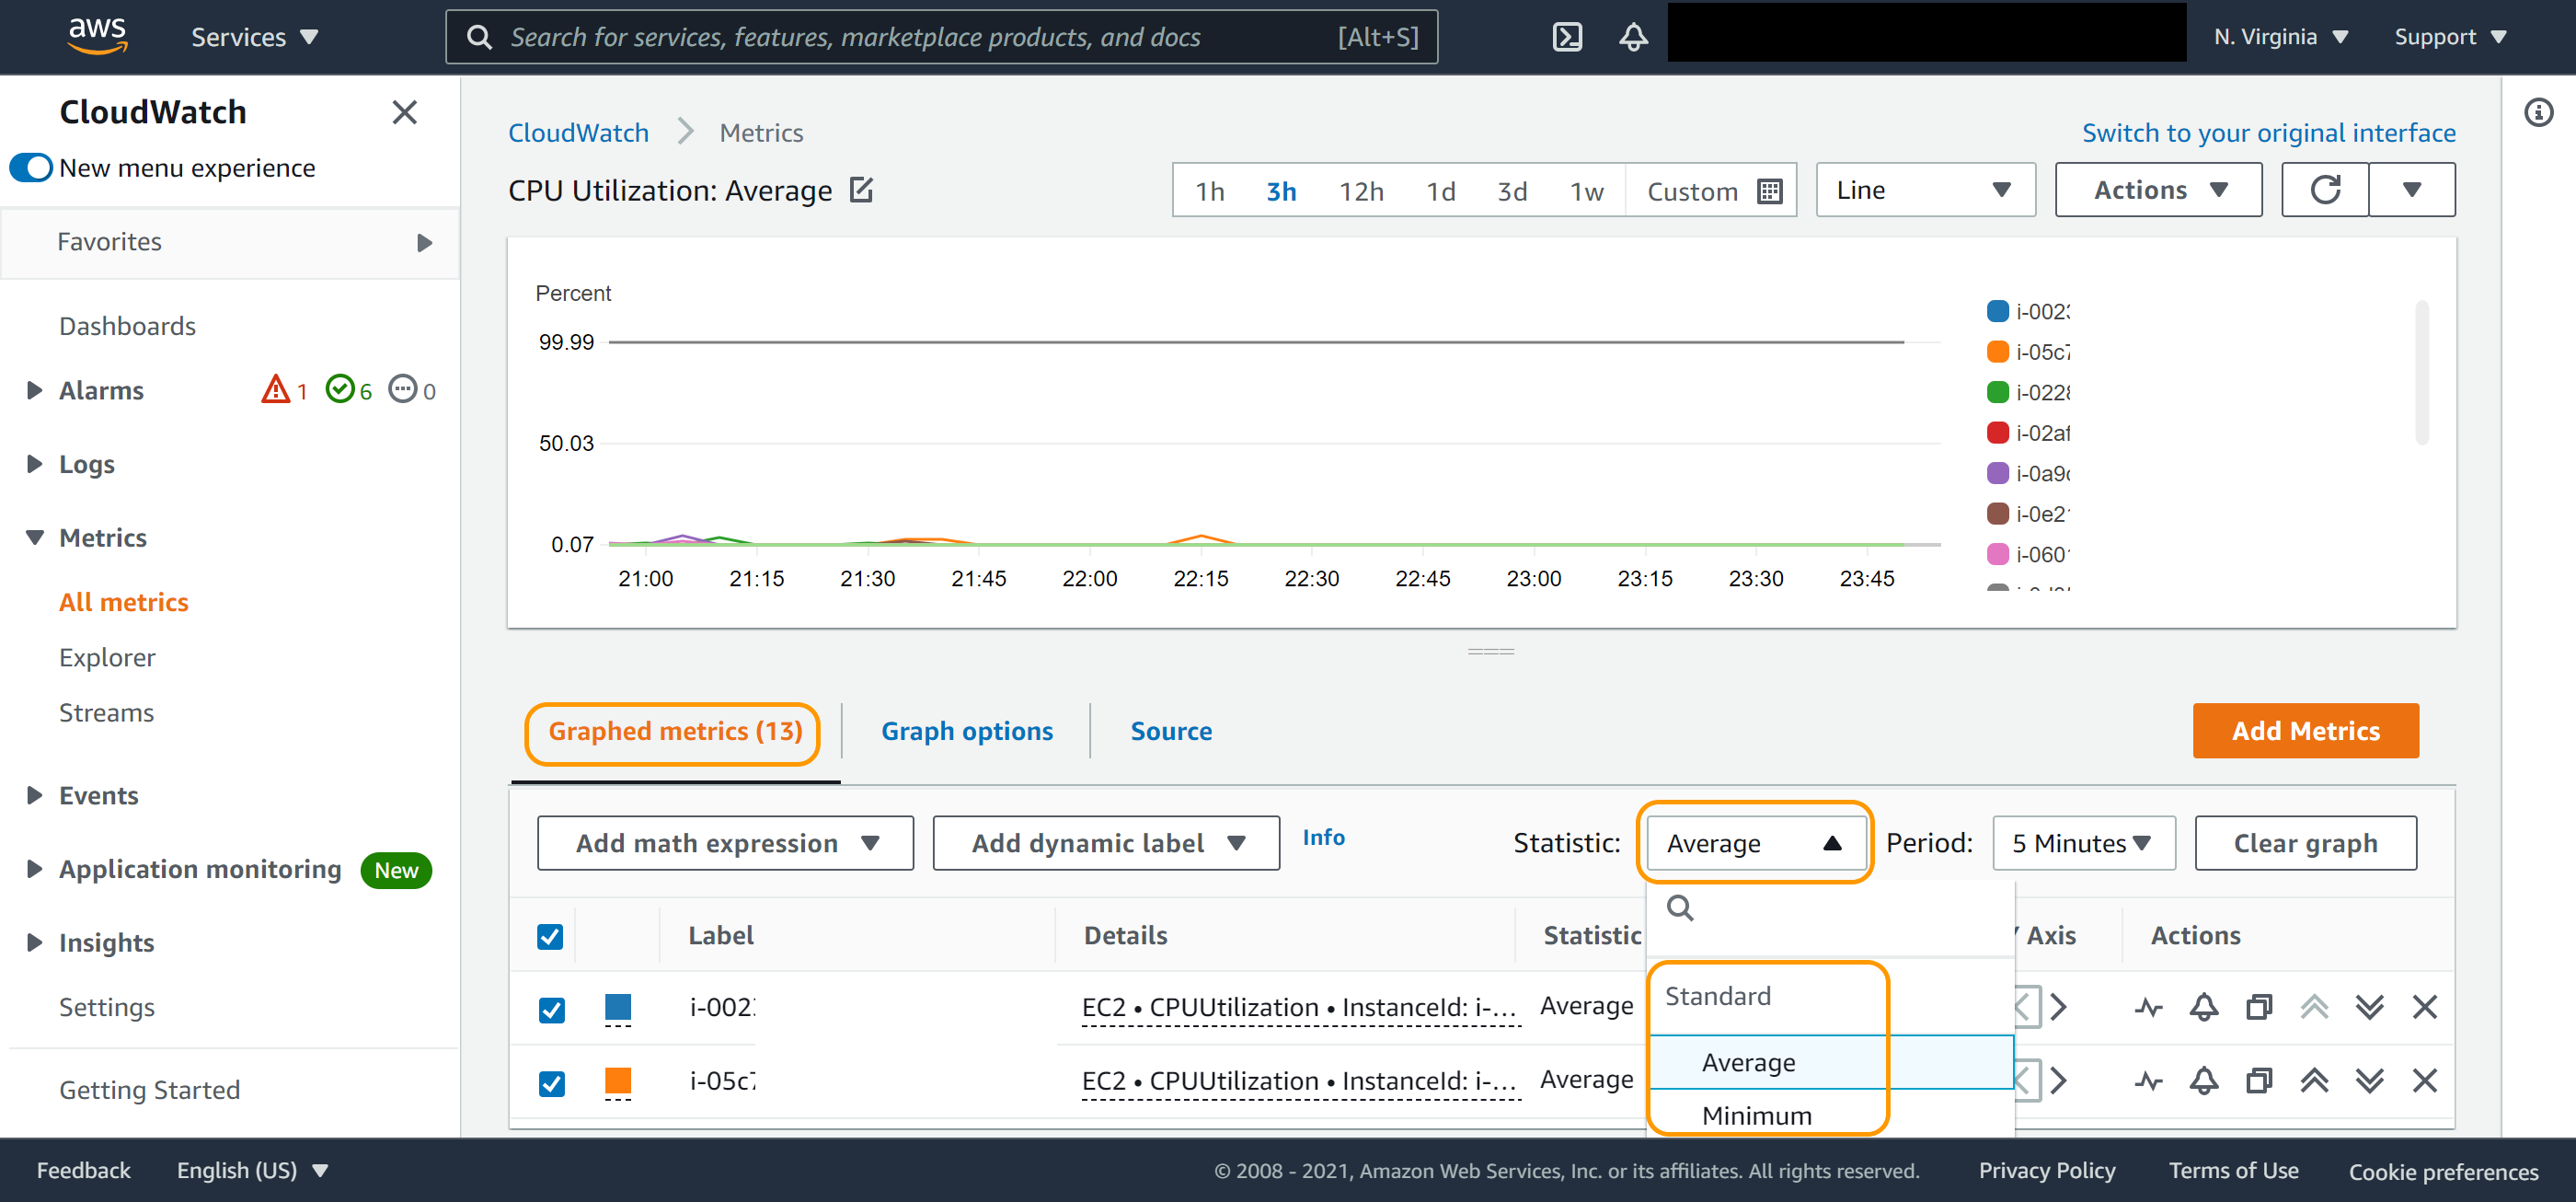 aws
Services
Search for services, features, marketplace products, and docs
[Alt+S]
N. Virginia
Support
CloudWatch
New menu experience
Favorites
Dashboards
Alarms
1
6
0
Logs
Metrics
All metrics
Explorer
Streams
Events
Application monitoring
New
Insights
Settings
Getting Started
CloudWatch
Metrics
Switch to your original interface
CPU Utilization: Average
1h
3h
12h
1d
3d
1w
Custom
Line
Actions
Percent
99.99
50.03
0.07
21:00
21:15
21:30
21:45
22:00
22:15
22:30
22:45
23:00
23:15
23:30
23:45
i-002
i-05c7
i-022
i-02af
i-0a9
i-0e2
i-060
Graphed metrics (13)
Graph options
Source
Add Metrics
Add math expression
Add dynamic label
Info
Statistic:
Average
Period:
5 Minutes
Clear graph
Label
Details
Statistic
Axis
Actions
i-002
EC2 • CPUUtilization • InstanceId: i-...
Average
i-05c7
EC2 • CPUUtilization • InstanceId: i-...
Average
Standard
Average
Minimum
Feedback
English (US)
© 2008 - 2021, Amazon Web Services, Inc. or its affiliates. All rights reserved.
Privacy Policy
Terms of Use
Cookie preferences